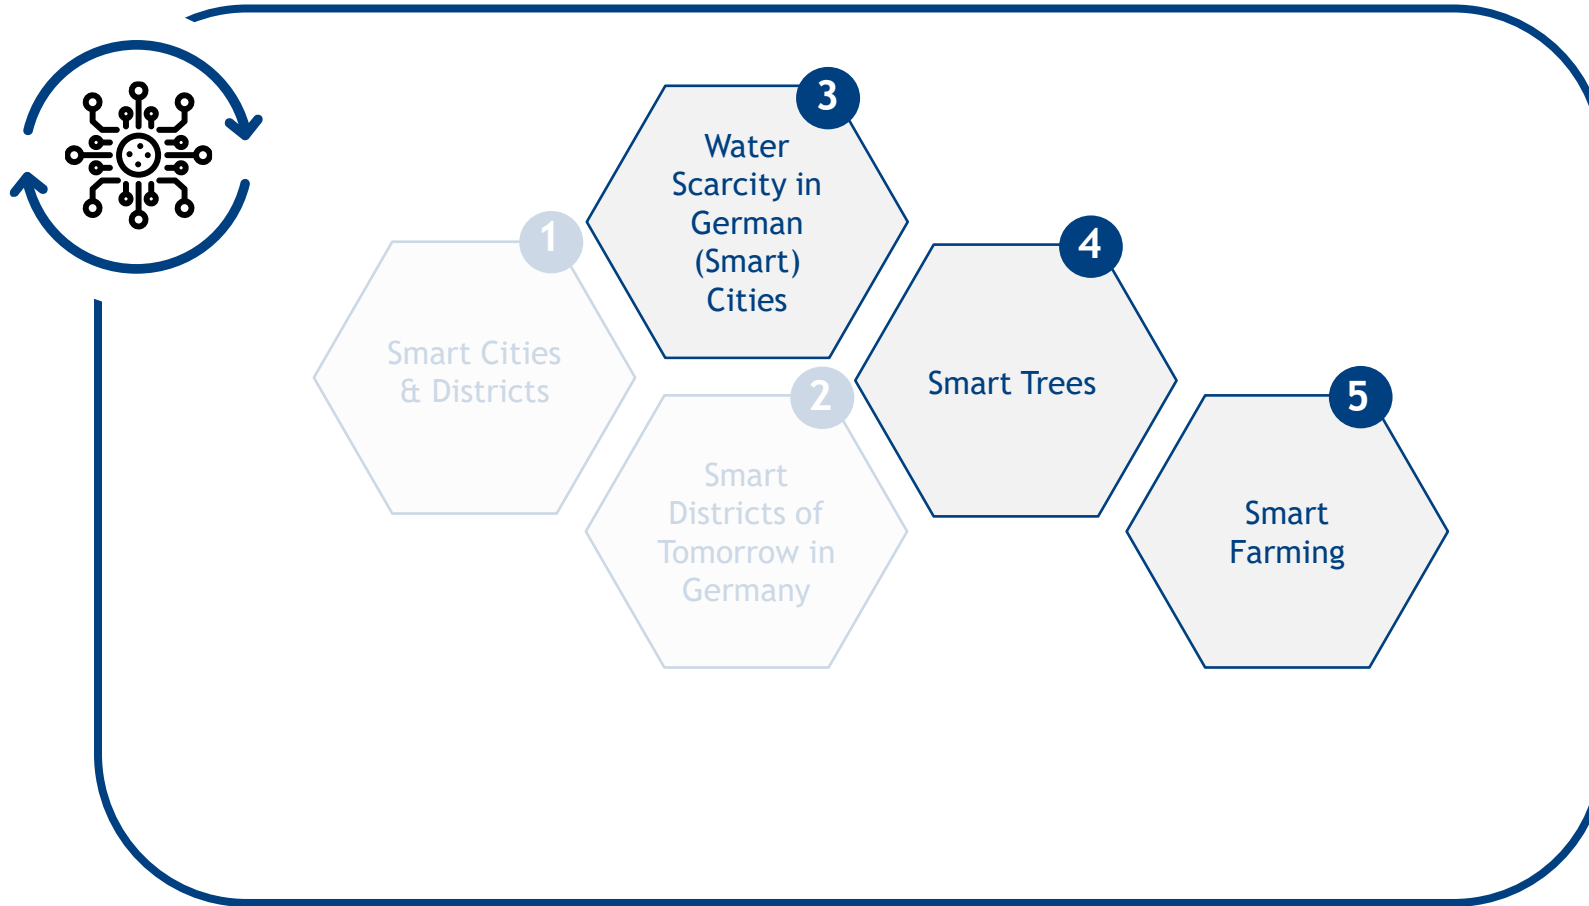 1
Smart Cities
& Districts
2
Smart
Districts of
Tomorrow in
Germany
3
Water
Scarcity in
German
(Smart)
Cities
4
Smart Trees
5
Smart
Farming